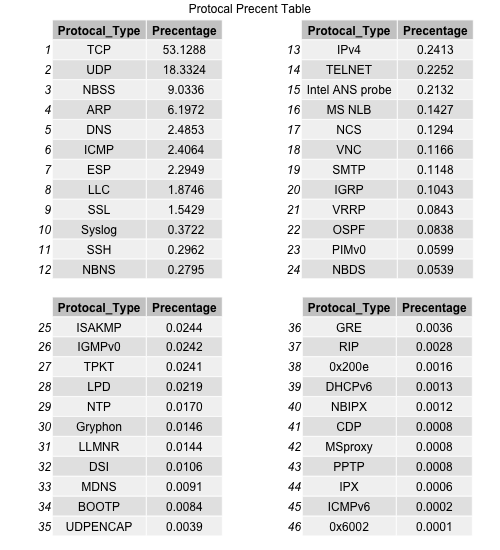 Protocal Precent Table
Protocal_Type Precentage
1 TCP 53.1288
2 UDP 18.3324
3 NBSS 9.0336
4 ARP 6.1972
5 DNS 2.4853
6 ICMP 2.4064
7 ESP 2.2949
8 LLC 1.8746
9 SSL 1.5429
10 Syslog 0.3722
11 SSH 0.2962
12 NBNS 0.2795
Protocal_Type Precentage
13 IPv4 0.2413
14 TELNET 0.2252
15 Intel ANS probe 0.2132
16 MS NLB 0.1427
17 NCS 0.1294
18 VNC 0.1166
19 SMTP 0.1148
20 IGRP 0.1043
21 VRRP 0.0843
22 OSPF 0.0838
23 PIMv0 0.0599
24 NBDS 0.0539
Protocal_Type Precentage
25 ISAKMP 0.0244
26 IGMPv0 0.0242
27 TPKT 0.0241
28 LPD 0.0219
29 NTP 0.0170
30 Gryphon 0.0146
31 LLMNR 0.0144
32 DSI 0.0106
33 MDNS 0.0091
34 BOOTP 0.0084
35 UDPENCAP 0.0039
Protocal_Type Precentage
36 GRE 0.0036
37 RIP 0.0028
38 0x200e 0.0016
39 DHCPv6 0.0013
40 NBIPX 0.0012
41 CDP 0.0008
42 MSproxy 0.0008
43 PPTP 0.0008
44 IPX 0.0006
45 ICMPv6 0.0002
46 0x6002 0.0001